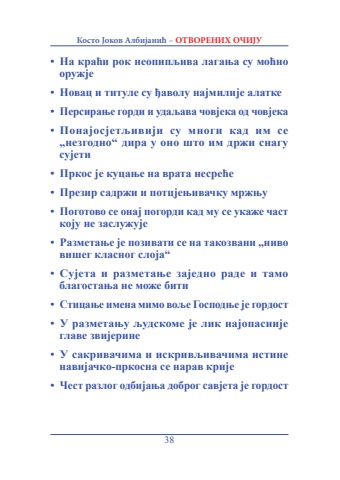 Косто Јоков Албијанић – ОТВОРЕНИХ ОЧИЈУ
• На краћи рок неопипљива лагања су моћно
оружје
• Новац и титуле су ђаволу најмилије алатке
• Персирање горди и удаљава човјека од човјека
• Понајосјетљивији су многи кад им се
„незгодно“ дира у оно што им држи снагу
сујети
• Пркос је куцање на врата несреће
• Презир садржи и потцјењивачку мржњу
• Поготово се онај погорди кад му се укаже част
коју не заслужује
• Разметање је позивати се на такозвани „ниво
вишег класног слоја“
• Сујета и разметање заједно раде и тамо
благостања не може бити
• Стицање имена мимо воље Господње је гордост
• У разметању људскоме је лик најопасније
главе звијерине
• У сакривачима и искривљивачима истине
навијачко-пркосна се нарав крије
• Чест разлог одбијања доброг савјета је гордост
38